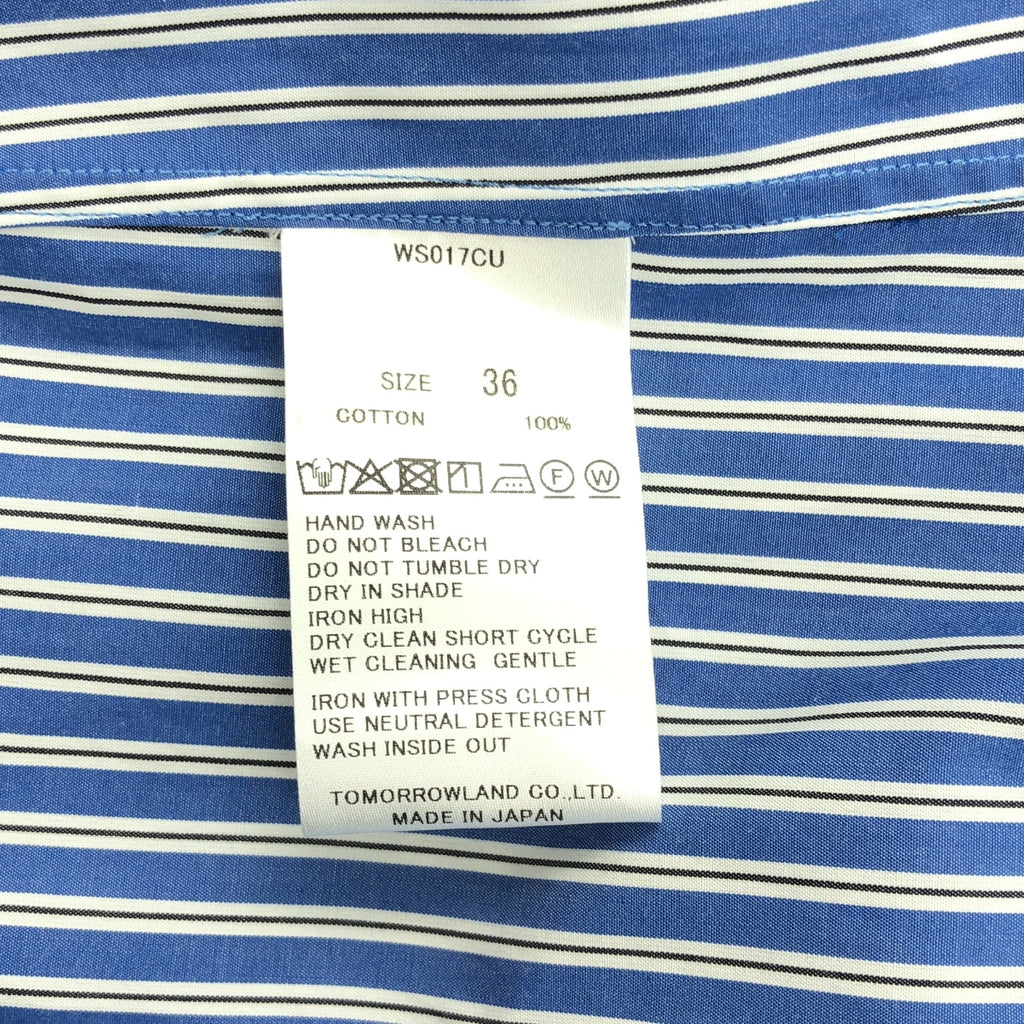 WS017CU
SIZE 36
COTTON 100%
F W
HAND WASH
DO NOT BLEACH
DO NOT TUMBLE DRY
DRY IN SHADE
IRON HIGH
DRY CLEAN SHORT CYCLE
WET CLEANING GENTLE
IRON WITH PRESS CLOTH
USE NEUTRAL DETERGENT
WASH INSIDE OUT
TOMORROWLAND CO.,LTD.
MADE IN JAPAN